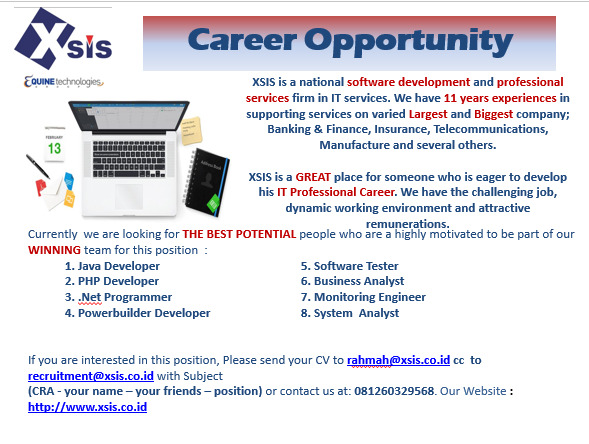 Xsis
Career Opportunity
EQUINE technologies
XSIS is a national software development and professional
services firm in IT services. We have 11 years experiences in
supporting services on varied Largest and Biggest company;
Banking & Finance, Insurance, Telecommunications,
Manufacture and several others.
FEBRUARY
13
Address Book
XSIS is a GREAT place for someone who is eager to develop
his IT Professional Career. We have the challenging job,
dynamic working environment and attractive
remunerations.
Currently we are looking for THE BEST POTENTIAL people who are a highly motivated to be part of our
WINNING team for this position :
1. Java Developer
2. PHP Developer
3. .Net Programmer
4. Powerbuilder Developer
5. Software Tester
6. Business Analyst
7. Monitoring Engineer
8. System Analyst
If you are interested in this position, Please send your CV to rahmah@xsis.co.id cc to
recruitment@xsis.co.id with Subject
(CRA - your name – your friends – position) or contact us at: 081260329568. Our Website :
http://www.xsis.co.id